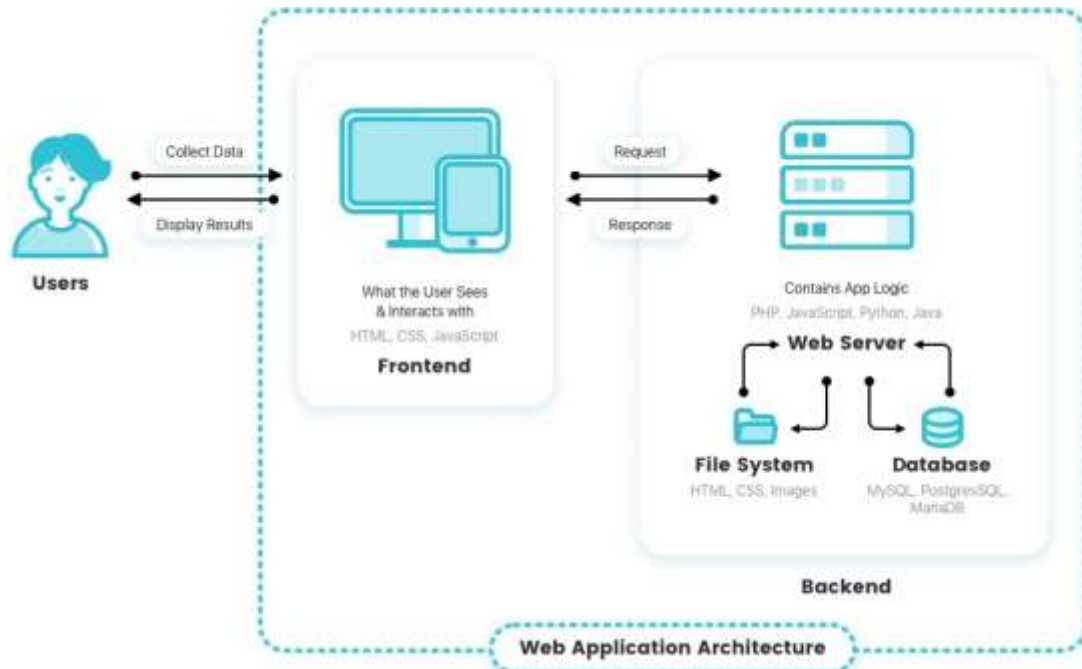 Collect Data
Display Results
Users
What the User Sees
& Interacts with
HTML, CSS, JavaScript
Frontend
Request
Response
Contains App Logic
PHP, JavaScript, Python, Java
Web Server
File System
HTML, CSS, Images
Database
MySQL, PostgresSQL,
MariaDB
Backend
Web Application Architecture